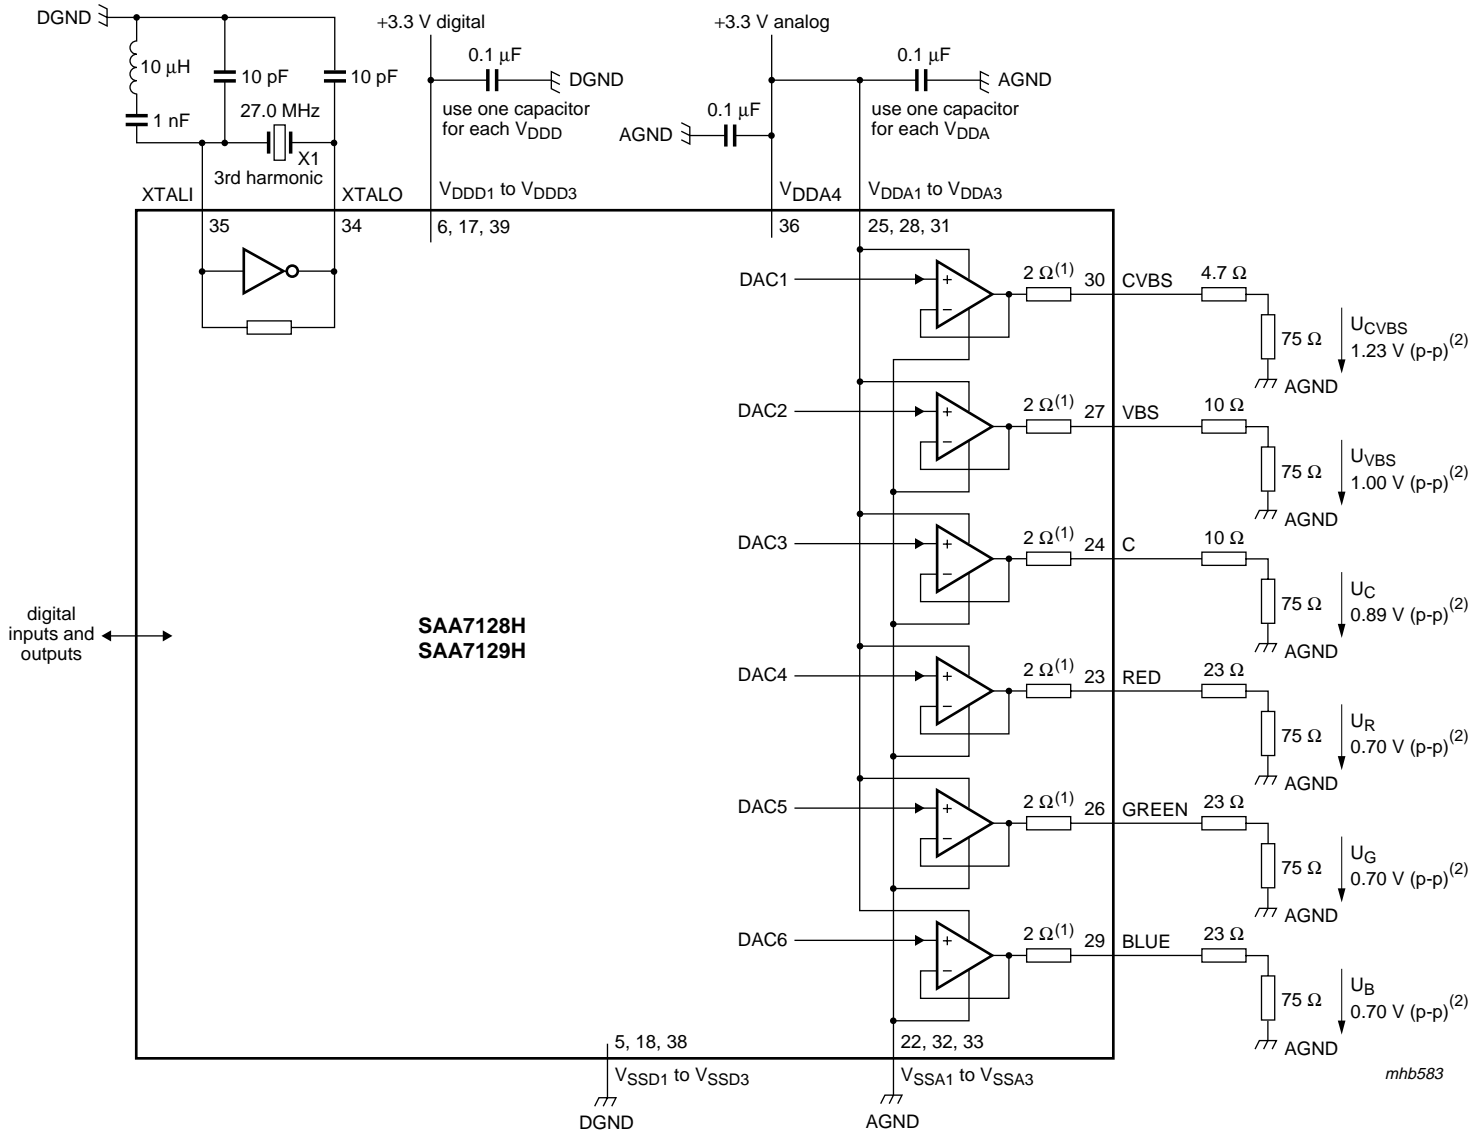 DGND
10 μH
1 nF
10 pF
10 pF
27.0 MHz
X1
3rd harmonic
XTALI
XTALO
35
34
+3.3 V digital
0.1 μF
DGND
use one capacitor
for each VDDD
VDDD1 to VDDD3
6, 17, 39
+3.3 V analog
0.1 μF
AGND
0.1 μF
AGND
use one capacitor
for each VDDA
VDDA4
36
VDDA1 to VDDA3
25, 28, 31
DAC1
+
−
2 Ω(1)
30
CVBS
4.7 Ω
75 Ω
UCVBS
1.23 V (p-p)(2)
AGND
DAC2
+
−
2 Ω(1)
27
VBS
10 Ω
75 Ω
UVBS
1.00 V (p-p)(2)
AGND
DAC3
+
−
2 Ω(1)
24
C
10 Ω
75 Ω
UC
0.89 V (p-p)(2)
AGND
digital
inputs and
outputs
SAA7128H
SAA7129H
DAC4
+
−
2 Ω(1)
23
RED
23 Ω
75 Ω
UR
0.70 V (p-p)(2)
AGND
DAC5
+
−
2 Ω(1)
26
GREEN
23 Ω
75 Ω
UG
0.70 V (p-p)(2)
AGND
DAC6
+
−
2 Ω(1)
29
BLUE
23 Ω
75 Ω
UB
0.70 V (p-p)(2)
AGND
5, 18, 38
VSSD1 to VSSD3
DGND
22, 32, 33
VSSA1 to VSSA3
AGND
mhb583